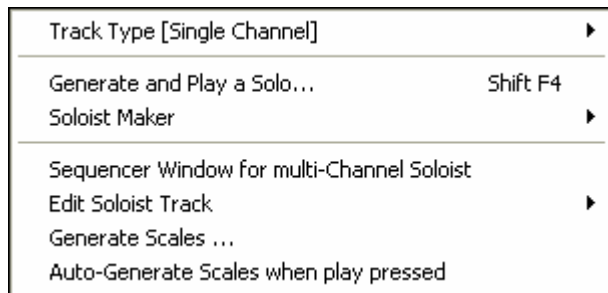 Track Type [Single Channel]
Generate and Play a Solo... Shift F4
Soloist Maker
Sequencer Window for multi-Channel Soloist
Edit Soloist Track
Generate Scales ...
Auto-Generate Scales when play pressed